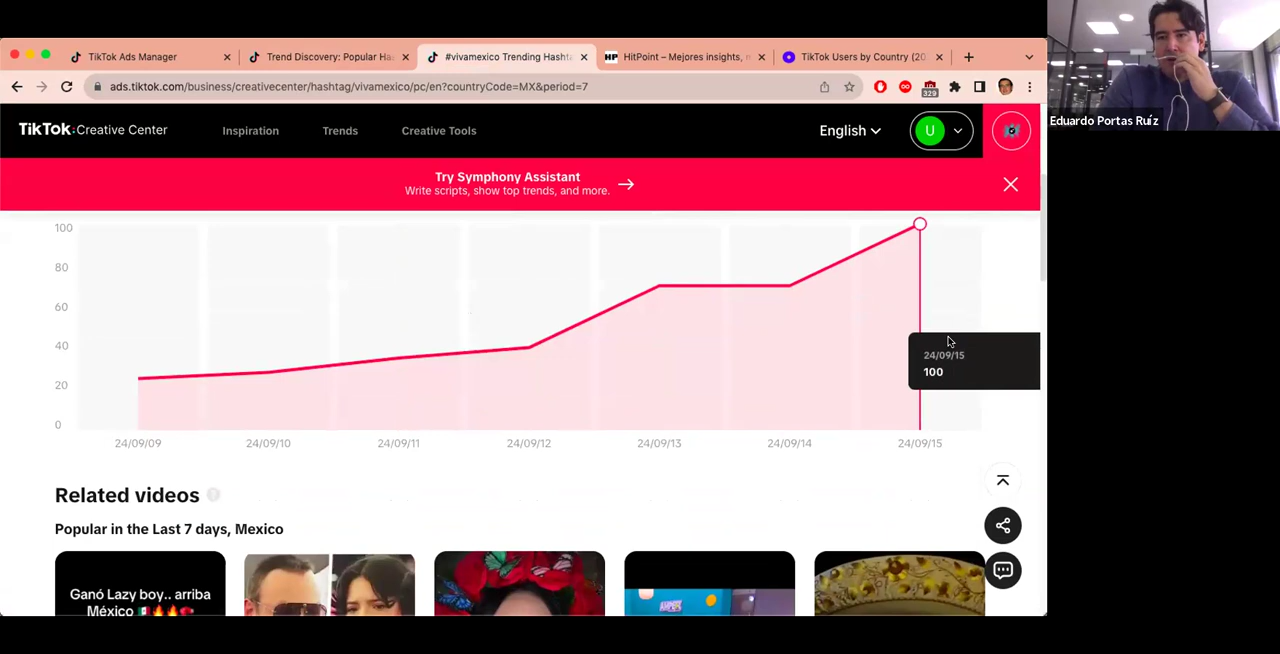 TikTok Ads Manager
Trend Discovery: Popular Ha
#vivamexico Trending Hashta
HP HitPoint – Mejores insights, n
TikTok Users by Country (20
ads.tiktok.com/business/creativecenter/hashtag/vivamexico/pc/en?countryCode=MX&period=7
329
TikTok: Creative Center
Inspiration
Trends
Creative Tools
English
U
Try Symphony Assistant
Write scripts, show top trends, and more.
100
80
60
40
20
0
24/09/15
100
24/09/09
24/09/10
24/09/11
24/09/12
24/09/13
24/09/14
24/09/15
Related videos
Popular in the Last 7 days, Mexico
Ganó Lazy boy.. arriba
México
Eduardo Portas Ruíz